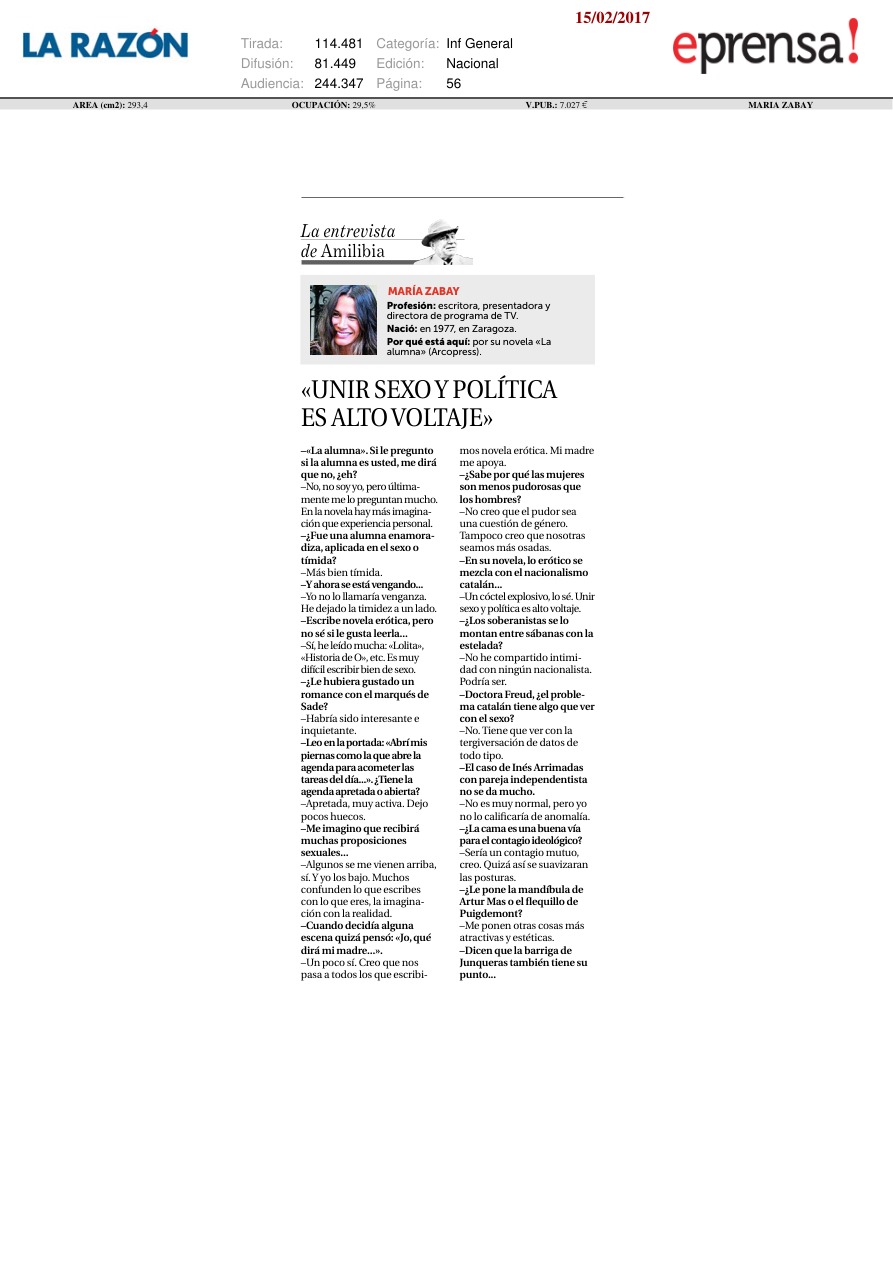 15/02/2017
LA RAZÓN
eprensa!
Tirada: 114.481 Categoría: Inf General
Difusión: 81.449 Edición: Nacional
Audiencia: 244.347 Página: 56
AREA (cm2): 293,4 OCUPACIÓN: 29,5% V.PUB.: 7.027 € MARIA ZABAY
La entrevista
de Amilibia
MARÍA ZABAY
Profesión: escritora, presentadora y
directora de programa de TV.
Nació: en 1977, en Zaragoza.
Por qué está aquí: por su novela «La
alumna» (Arcopress).
«UNIR SEXO Y POLÍTICA
ES ALTO VOLTAJE»
–«La alumna». Si le pregunto
si la alumna es usted, me dirá
que no, ¿eh?
–No, no soy yo, pero última-
mente me lo preguntan mucho.
En la novela hay más imagina-
ción que experiencia personal.
–¿Fue una alumna enamora-
diza, aplicada en el sexo o
tímida?
–Más bien tímida.
–Y ahora se está vengando...
–Yo no lo llamaría venganza.
He dejado la timidez a un lado.
–Escribe novela erótica, pero
no sé si le gusta leerla...
–Sí, he leído mucha: «Lolita»,
«Historia de O», etc. Es muy
difícil escribir bien de sexo.
–¿Le hubiera gustado un
romance con el marqués de
Sade?
–Habría sido interesante e
inquietante.
–Leo en la portada: «Abrí mis
piernas como la que abre la
agenda para acometer las
tareas del día...». ¿Tiene la
agenda apretada o abierta?
–Apretada, muy activa. Dejo
pocos huecos.
–Me imagino que recibirá
muchas proposiciones
sexuales...
–Algunos se me vienen arriba,
sí. Y yo los bajo. Muchos
confunden lo que escribes
con lo que eres, la imagina-
ción con la realidad.
–Cuando decidía alguna
escena quizá pensó: «Jo, qué
dirá mi madre...».
–Un poco sí. Creo que nos
pasa a todos los que escribi-
mos novela erótica. Mi madre
me apoya.
–¿Sabe por qué las mujeres
son menos pudorosas que
los hombres?
–No creo que el pudor sea
una cuestión de género.
Tampoco creo que nosotras
seamos más osadas.
–En su novela, lo erótico se
mezcla con el nacionalismo
catalán...
–Un cóctel explosivo, lo sé. Unir
sexo y política es alto voltaje.
–¿Los soberanistas se lo
montan entre sábanas con la
estelada?
–No he compartido intimi-
dad con ningún nacionalista.
Podría ser.
–Doctora Freud, ¿el proble-
ma catalán tiene algo que ver
con el sexo?
–No. Tiene que ver con la
tergiversación de datos de
todo tipo.
–El caso de Inés Arrimadas
con pareja independentista
no se da mucho.
–No es muy normal, pero yo
no lo calificaría de anomalía.
–¿La cama es una buena vía
para el contagio ideológico?
–Sería un contagio mutuo,
creo. Quizá así se suavizaran
las posturas.
–¿Le pone la mandíbula de
Artur Mas o el flequillo de
Puigdemont?
–Me ponen otras cosas más
atractivas y estéticas.
–Dicen que la barriga de
Junqueras también tiene su
punto...